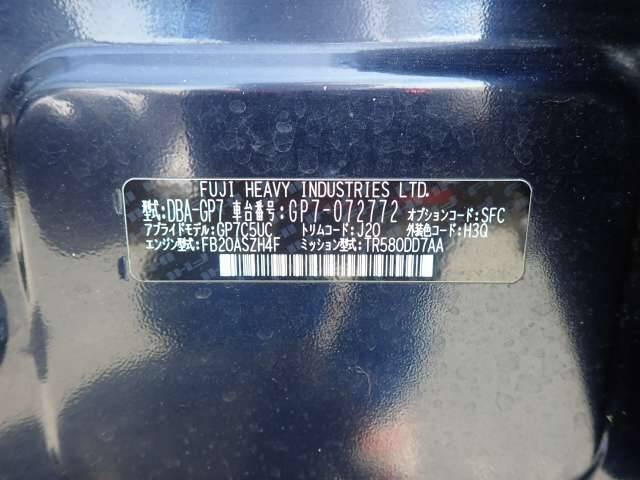 FUJI HEAVY INDUSTRIES LTD.
型式:DBA-GP7 車台番号:GP7-072772 オプションコード:SFC
アプライドモデル:GP7C5UC トリムコード:J20 外装色コード:H3Q
エンジン型式:FB20ASZH4F ミッション型式:TR580DD7AA